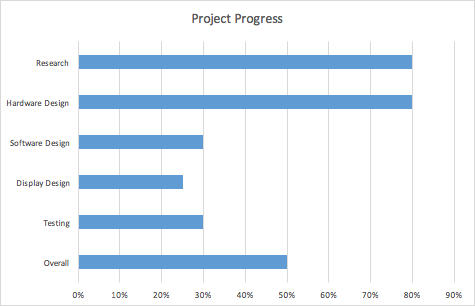 Project Progress
Research
Hardware Design
Software Design
Display Design
Testing
Overall
0% 10% 20% 30% 40% 50% 60% 70% 80% 90%